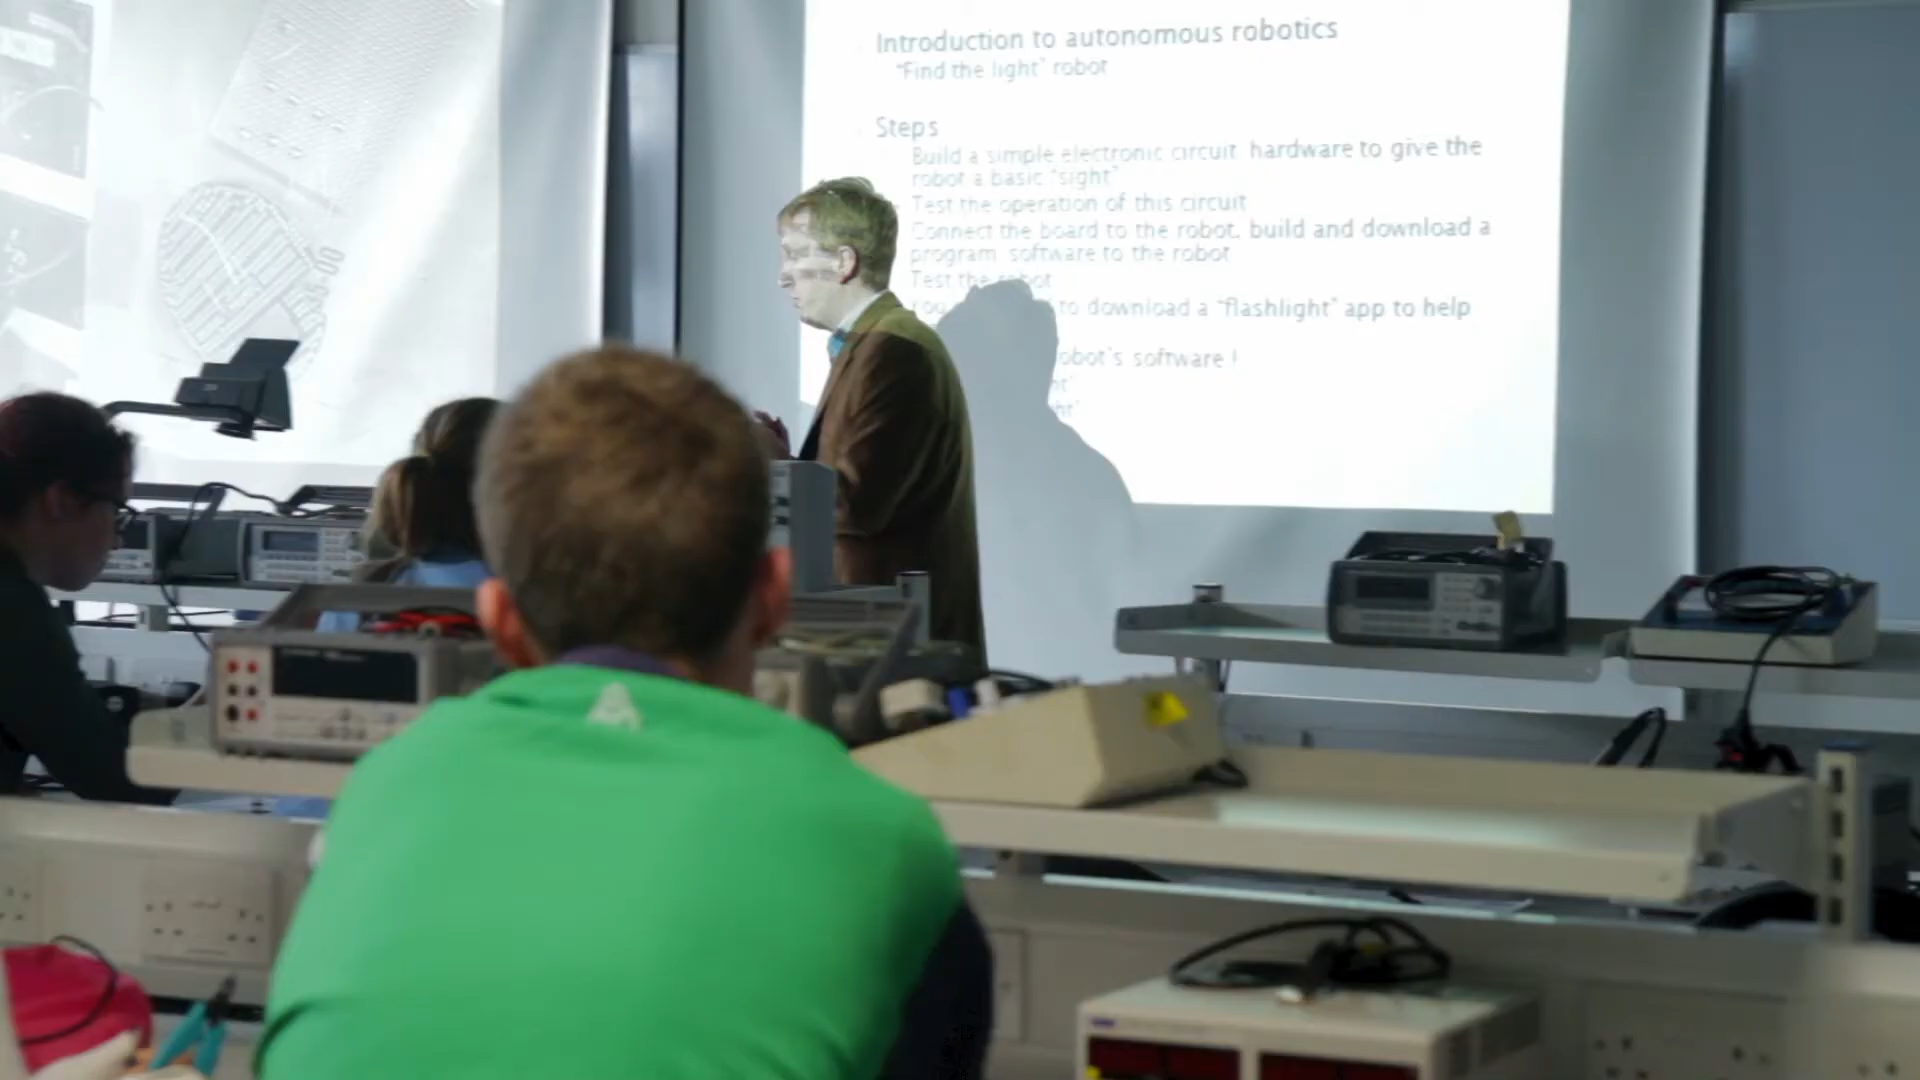 Introduction to autonomous robotics
"Find the light" robot
Steps
Build a simple electronic circuit hardware to give the
robot a basic "sight"
Test the operation of this circuit
Connect the board to the robot, build and download a
program software to the robot
Test the robot
to download a "flashlight" app to help
robot's software !